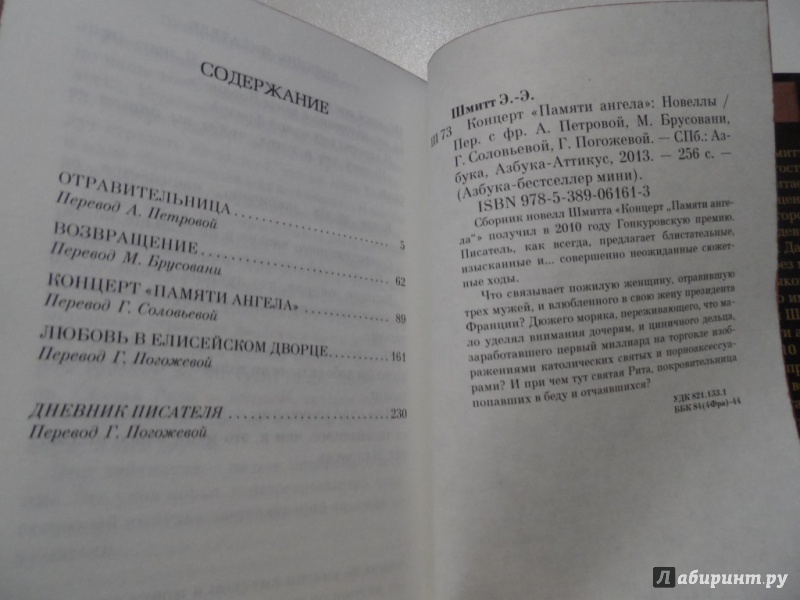 СОДЕРЖАНИЕ
ОТРАВИТЕЛЬНИЦА 5
Перевод А. Петровой
ВОЗВРАЩЕНИЕ 62
Перевод М. Брусовани
КОНЦЕРТ «ПАМЯТИ АНГЕЛА» 89
Перевод Г. Соловьевой
ЛЮБОВЬ В ЕЛИСЕЙСКОМ ДВОРЦЕ 161
Перевод Г. Погожевой
ДНЕВНИК ПИСАТЕЛЯ 230
Перевод Г. Погожевой
Шмитт Э.-Э.
Ш 73 Концерт «Памяти ангела»: Новеллы /
Пер. с фр. А. Петровой, М. Брусовани,
Г. Соловьевой, Г. Погожевой. — СПб.: Аз-
бука, Азбука-Аттикус, 2013. — 256 с. —
(Азбука-бестселлер мини).
ISBN 978-5-389-06161-3
Сборник новелл Шмитта «Концерт „Памяти анге-
ла“» получил в 2010 году Гонкуровскую премию.
Писатель, как всегда, предлагает блистательные,
изысканные и... совершенно неожиданные сюжет-
ные ходы.
Что связывает пожилую женщину, отравившую
трех мужей, и влюбленного в свою жену президента
Франции? Дюжего моряка, переживающего, что ма-
ло уделял внимания дочерям, и циничного дельца,
заработавшего первый миллиард на торговле изоб-
ражениями католических святых и порноаксессуа-
рами? И при чем тут святая Рита, покровительница
попавших в беду и отчаявшихся?
УДК 821.133.1
ББК 84(4Фра)-44
Лабиринт.ру